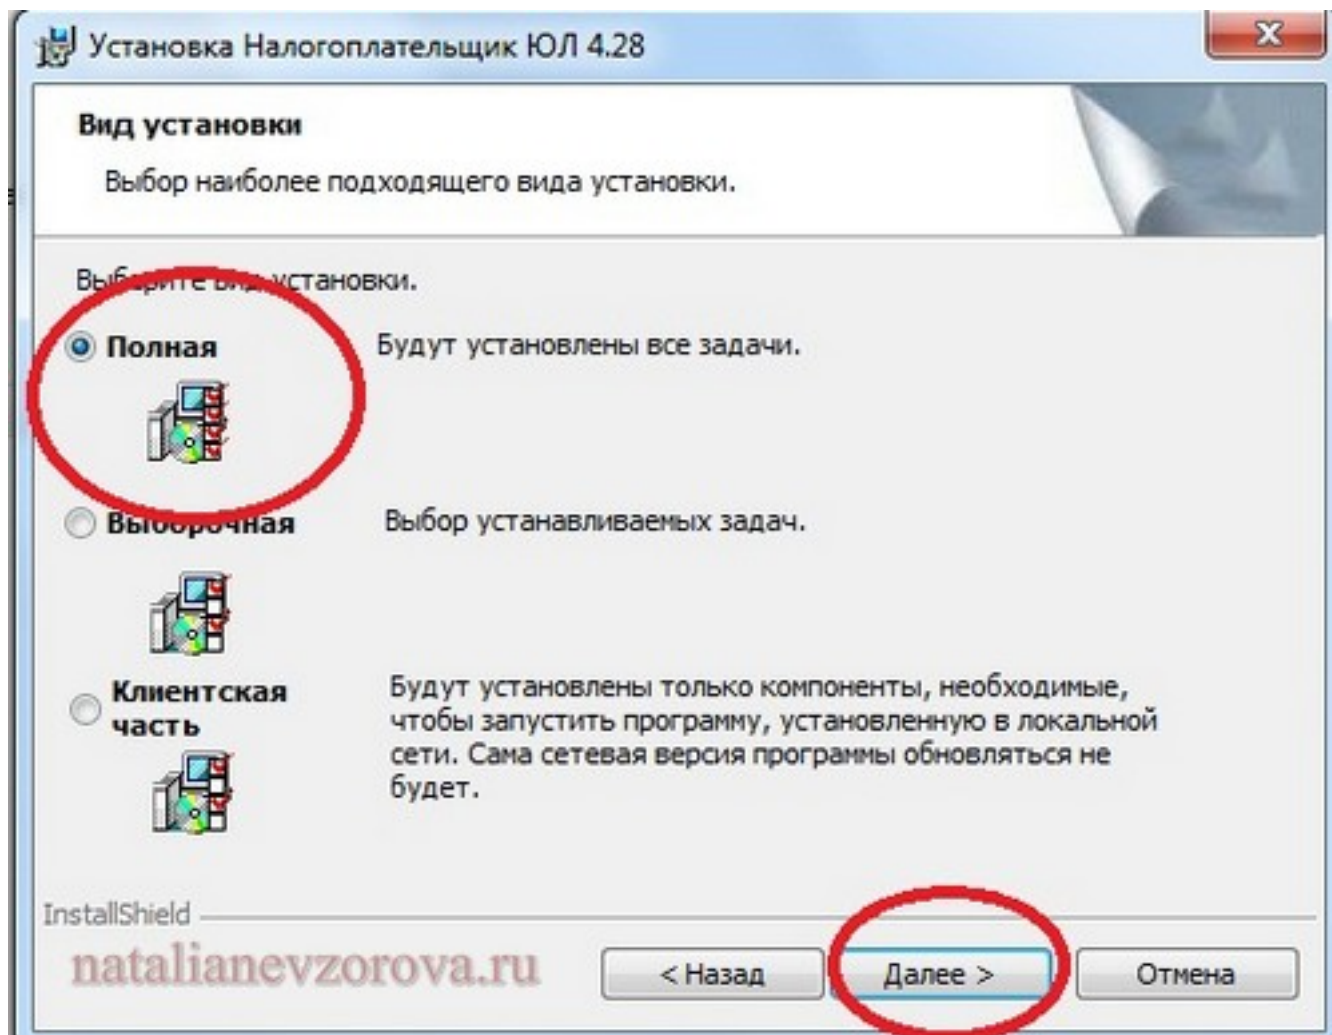 Установка Налогоплательщик ЮЛ 4.28
Вид установки
Выбор наиболее подходящего вида установки.
Выберите вид установки.
Полная
Будут установлены все задачи.
Выборочная
Выбор устанавливаемых задач.
Клиентская
часть
Будут установлены только компоненты, необходимые,
чтобы запустить программу, установленную в локальной
сети. Сама сетевая версия программы обновляться не
будет.
InstallShield
natalianevzorova.ru
< Назад
Далее >
Отмена